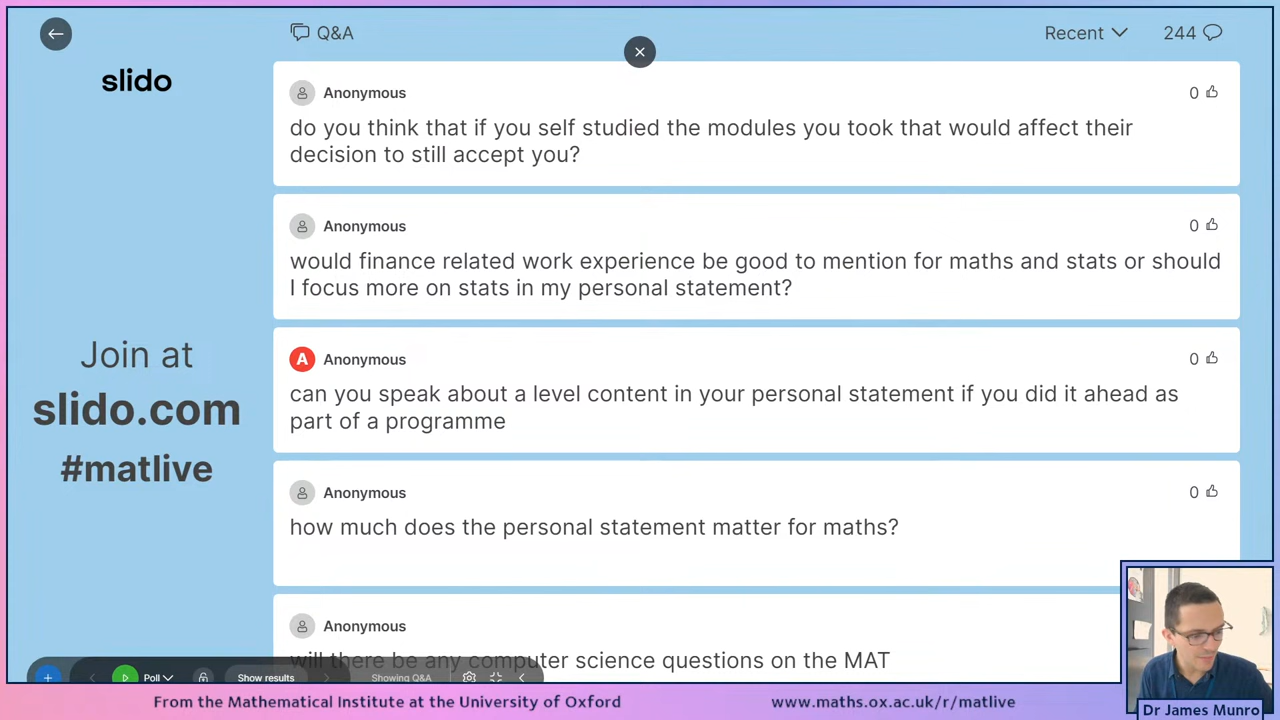 Q&A
Recent
244
slido
Anonymous
0
do you think that if you self studied the modules you took that would affect their
decision to still accept you?
Anonymous
0
would finance related work experience be good to mention for maths and stats or should
I focus more on stats in my personal statement?
A
Anonymous
0
can you speak about a level content in your personal statement if you did it ahead as
part of a programme
Anonymous
0
how much does the personal statement matter for maths?
Anonymous
will there be any computer science questions on the MAT
Join at
slido.com
#matlive
Poll
Show results
Showing Q&A
From the Mathematical Institute at the University of Oxford
www.maths.ox.ac.uk/r/matlive
Dr James Munro